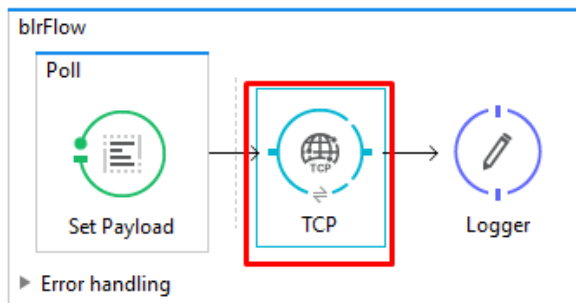 blrFlow
Poll
TCP
Set Payload
TCP
Logger
Error handling